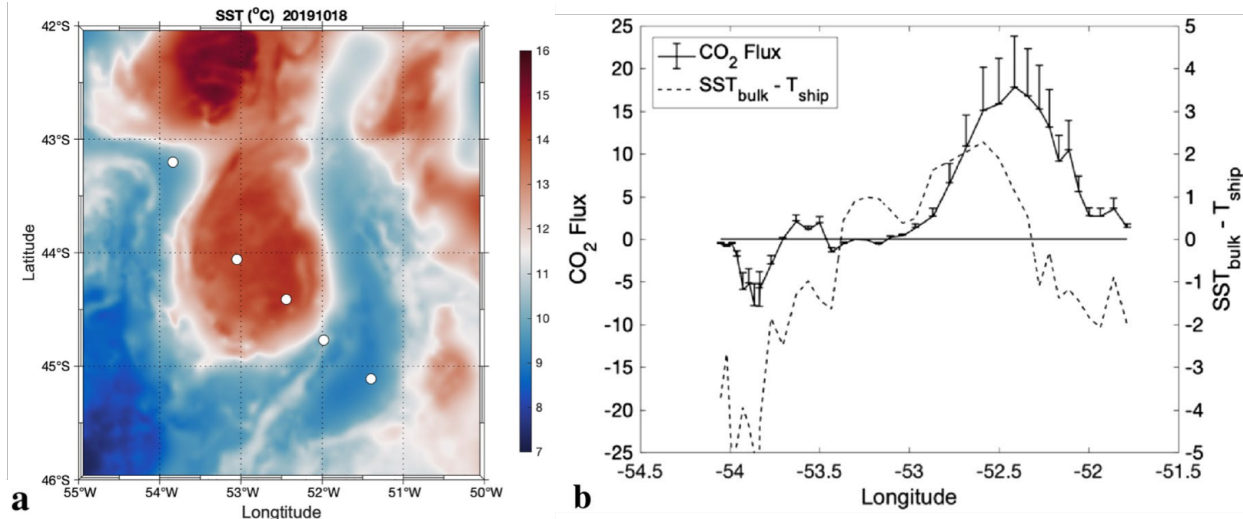 SST (°C) 20191018
42°S
43°S
44°S
45°S
46°S
Latitude
55°W 54°W 53°W 52°W 51°W 50°W
Longtitude
16
15
14
13
12
11
10
9
8
7
a
25
20
15
10
5
0
-5
-10
-15
-20
-25
CO2 Flux
CO2 Flux
SSTbulk - Tship
5
4
3
2
1
0
-1
-2
-3
-4
-5
SSTbulk - Tship
-54.5 -54 -53.5 -53 -52.5 -52 -51.5
Longitude
b